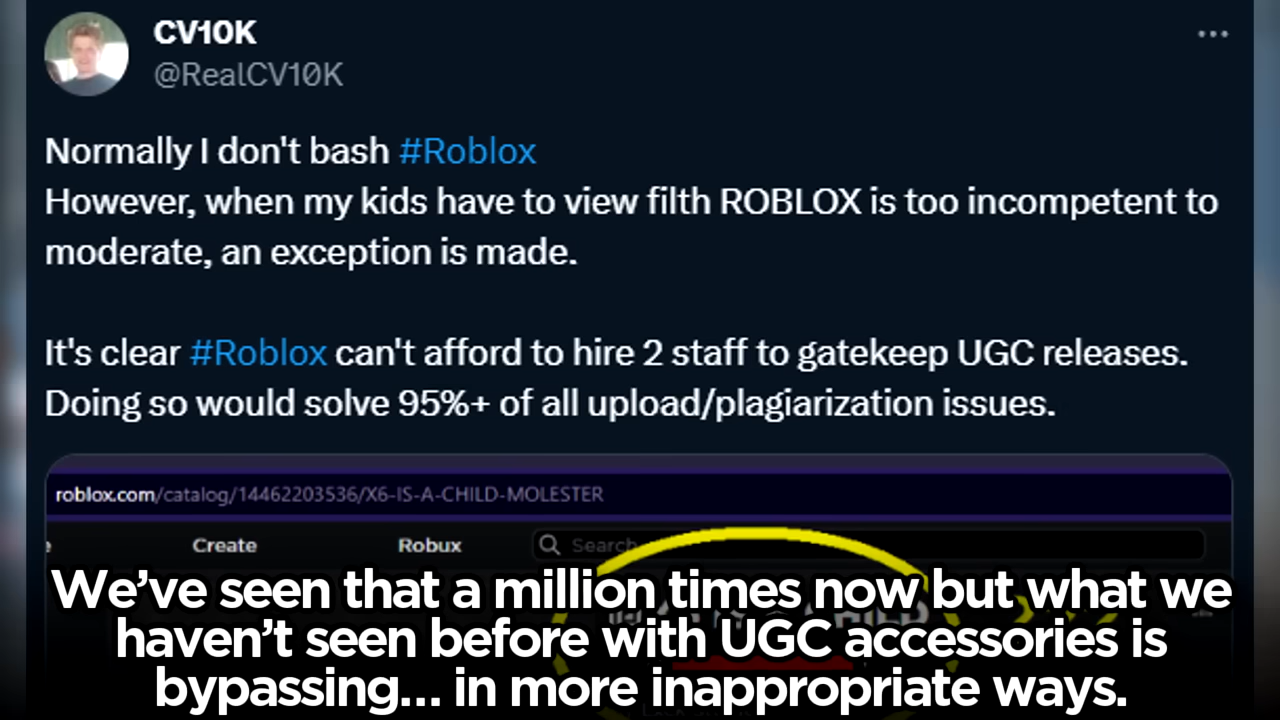 CV10K
@RealCV10K
Normally I don't bash #Roblox
However, when my kids have to view filth ROBLOX is too incompetent to
moderate, an exception is made.
It's clear #Roblox can't afford to hire 2 staff to gatekeep UGC releases.
Doing so would solve 95%+ of all upload/plagiarization issues.
roblox.com/catalog/14462203536/X6-IS-A-CHILD-MOLESTER
Create Robux Search
We've seen that a million times now but what we
haven't seen before with UGC accessories is
bypassing... in more inappropriate ways.